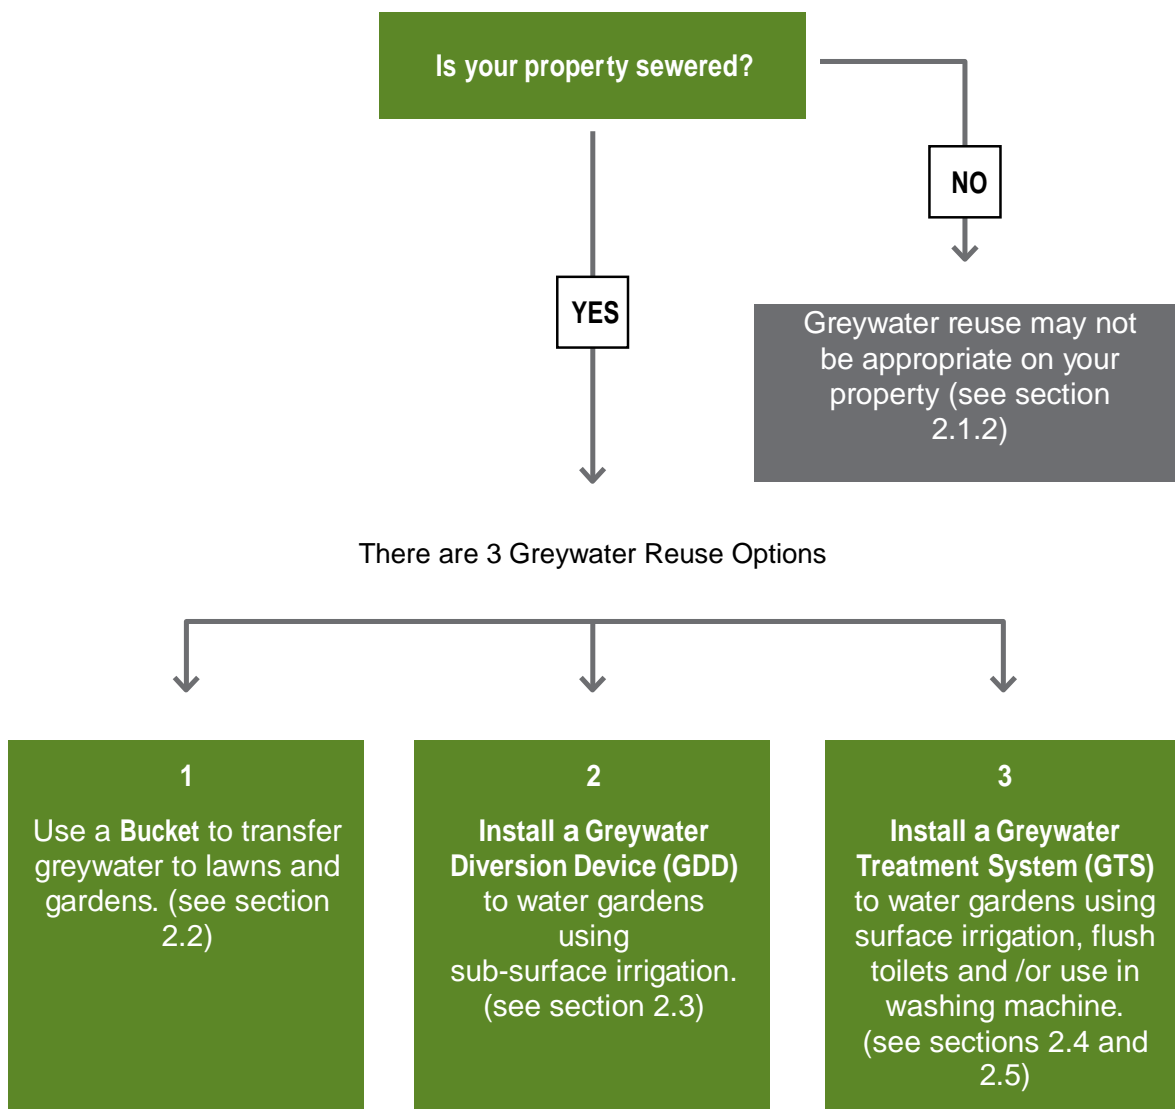 Is your property sewered?
NO
YES
Greywater reuse may not
be appropriate on your
property (see section
2.1.2)
There are 3 Greywater Reuse Options
1
Use a Bucket to transfer
greywater to lawns and
gardens. (see section
2.2)
2
Install a Greywater
Diversion Device (GDD)
to water gardens
using
sub-surface irrigation.
(see section 2.3)
3
Install a Greywater
Treatment System (GTS)
to water gardens using
surface irrigation, flush
toilets and /or use in
washing machine.
(see sections 2.4 and
2.5)